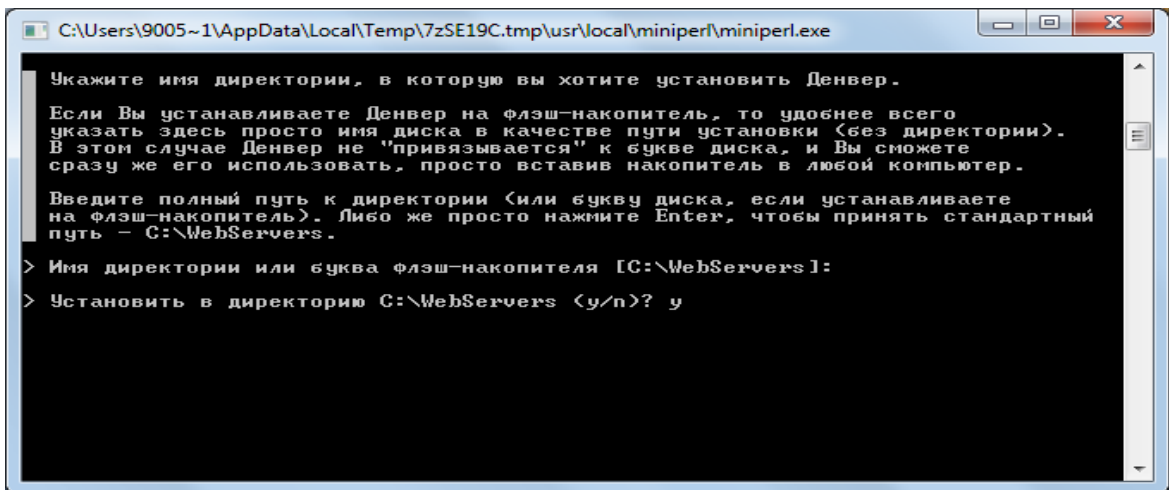 C:\Users\9005~1\AppData\Local\Temp\7zSE19C.tmp\usr\local\miniperl\miniperl.exe
Укажите имя директории, в которую вы хотите установить Денвер.
Если Вы устанавливаете Денвер на флэш-накопитель, то удобнее всего
указать здесь просто имя диска в качестве пути установки (без директории).
В этом случае Денвер не "привязывается" к букве диска, и Вы сможете
сразу же его использовать, просто вставив накопитель в любой компьютер.
Введите полный путь к директории (или букву диска, если устанавливаете
на флэш-накопитель). Либо же просто нажмите Enter, чтобы принять стандартный
путь - C:\WebServers.
> Имя директории или буква флэш-накопителя [C:\WebServers]:
> Установить в директорию C:\WebServers (y/n)? y